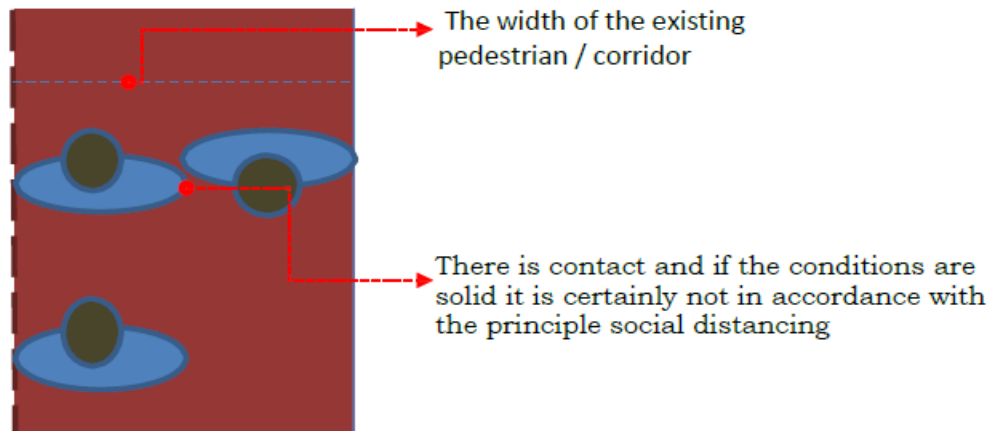 The width of the existing
pedestrian / corridor
There is contact and if the conditions are
solid it is certainly not in accordance with
the principle social distancing